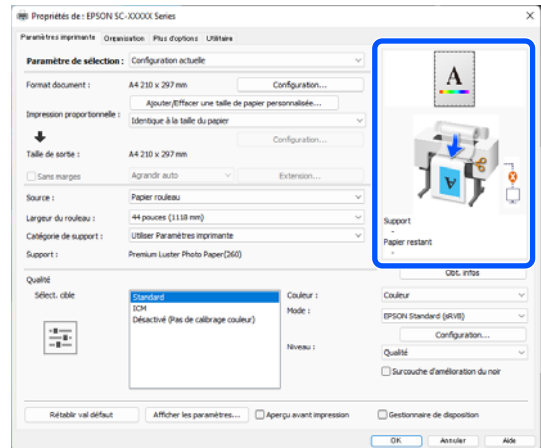 Propriétés de : EPSON SC-XXXXX Series
Paramètres imprimante Organisation Plus d'options Utilitaire
Paramètre de sélection : Configuration actuelle
Format document : A4 210 x 297 mm Configuration...
Ajouter/Effacer une taille de papier personnalisée...
Impression proportionnelle : Identique à la taille du papier
Configuration...
Taille de sortie : A4 210 x 297 mm
Sans marges Agrandir auto Extension...
Source : Papier rouleau
Largeur du rouleau : 44 pouces (1118 mm)
Catégorie de support : Utiliser Paramètres imprimante
Support : Premium Luster Photo Paper(260)
A
A
Support
-
Papier restant
-
Obt. infos
Qualité
Sélect. cible Standard
ICM
Désactivé (Pas de calibrage couleur)
Couleur : Couleur
Mode : EPSON Standard (sRVB)
Configuration...
Niveau : Qualité
Surcouche d'amélioration du noir
Rétablir val défaut Afficher les paramètres... Aperçu avant impression Gestionnaire de disposition
OK Annuler Aide